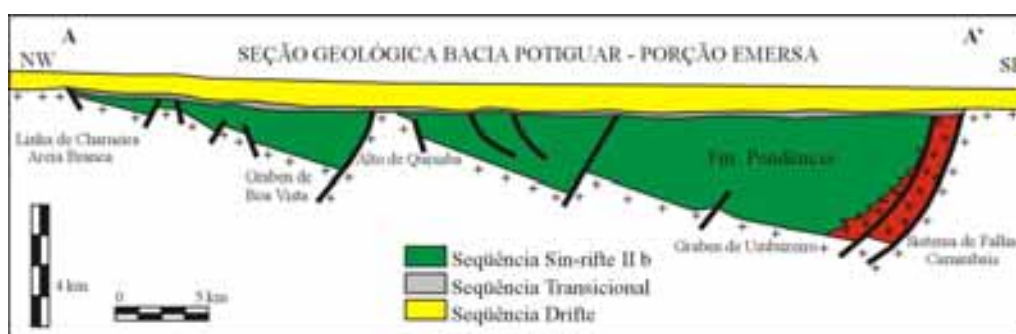 A
A'
SEÇÃO GEOLÓGICA BACIA POTIGUAR - PORÇÃO EMERSA
NW
SE
Linha de Charneira
Areia Branca
Graben de
Boa Vista
Alto de Quixaba
Fm. Pendência
Graben de Umbuzeiro
Sistema de Falhas
Carnaubais
4 km
0
5 km
Seqüência Sin-rifte II b
Seqüência Transicional
Seqüência Drifte